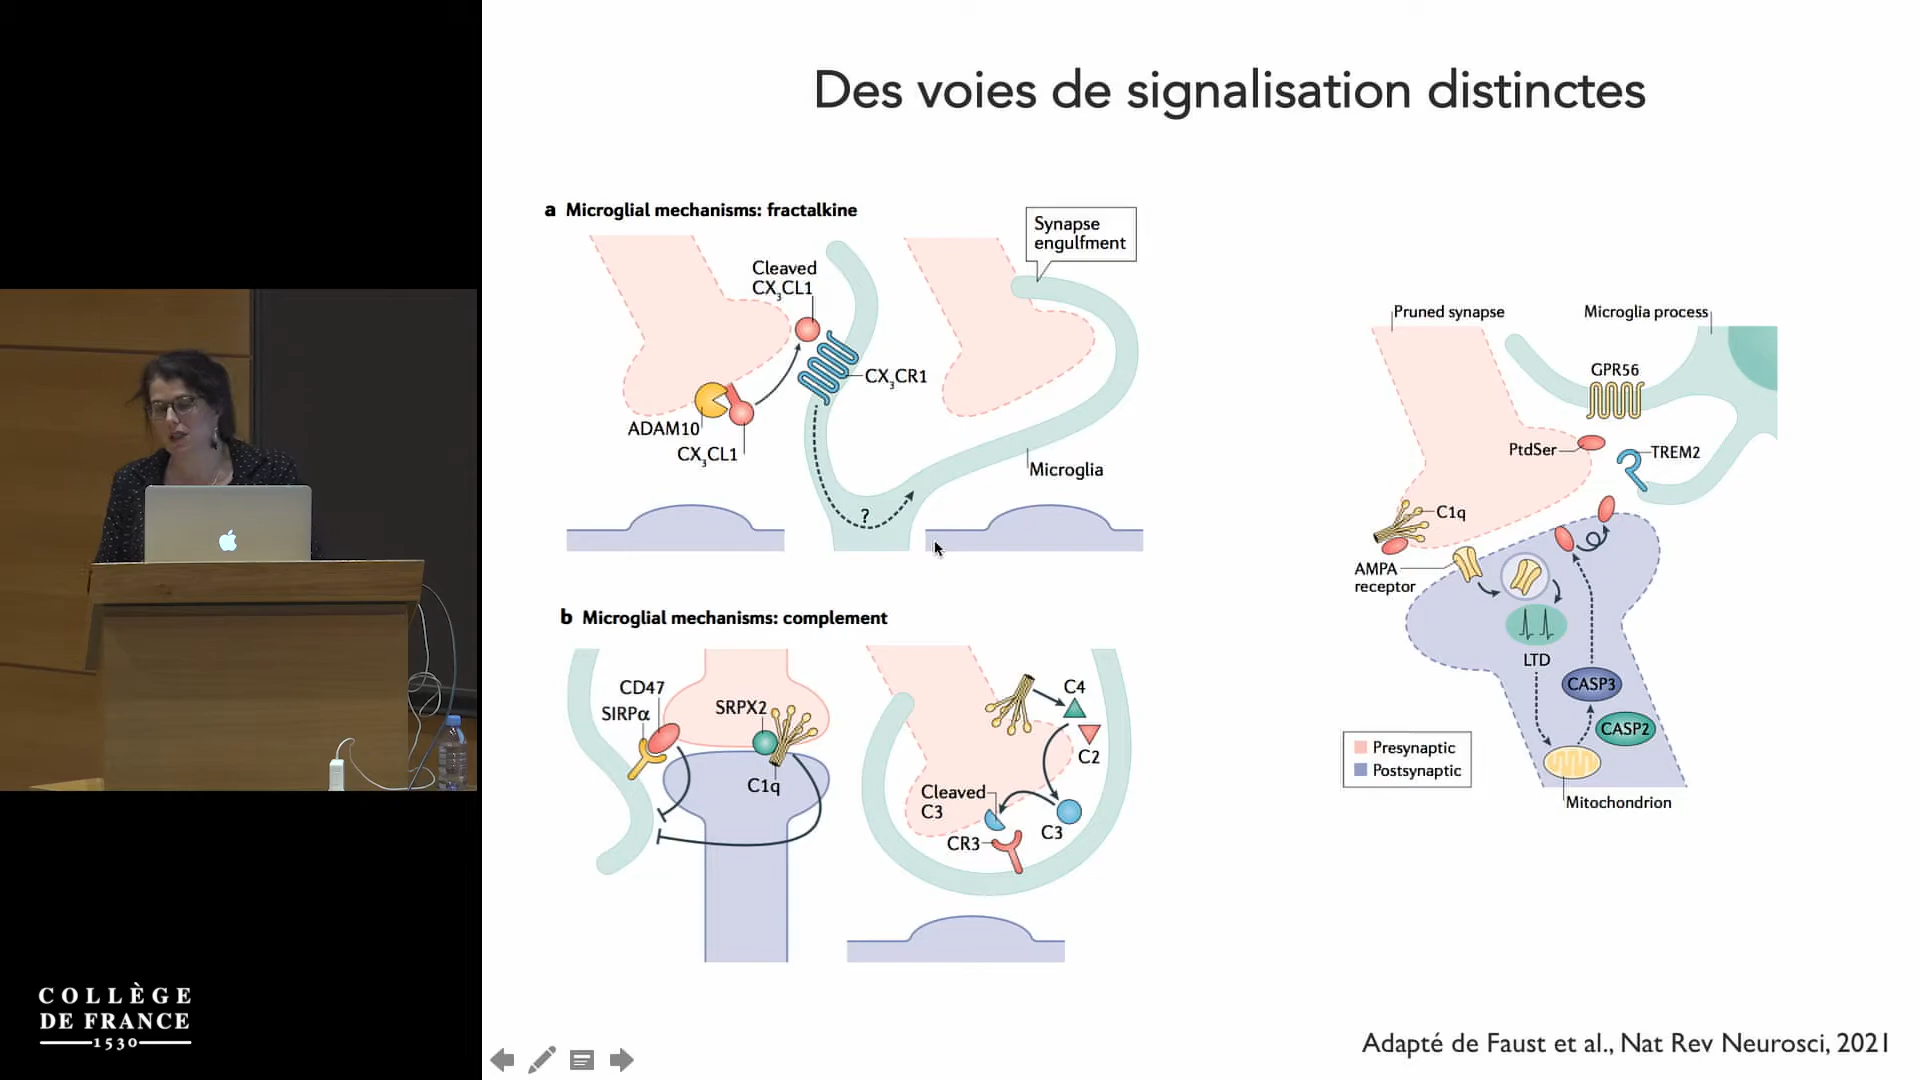 Des voies de signalisation distinctes
a Microglial mechanisms: fractalkine
Synapse
engulfment
Cleaved
CX₃CL1
CX₃CR1
ADAM10
CX₃CL1
Microglia
?
b Microglial mechanisms: complement
CD47
SIRPα
SRPX2
C1q
C4
C2
Cleaved
C3
C3
CR3
Pruned synapse
Microglia process
GPR56
PtdSer
TREM2
C1q
AMPA
receptor
LTD
CASP3
CASP2
Presynaptic
Postsynaptic
Mitochondrion
COLLÈGE
DE FRANCE
1530
Adapté de Faust et al., Nat Rev Neurosci, 2021